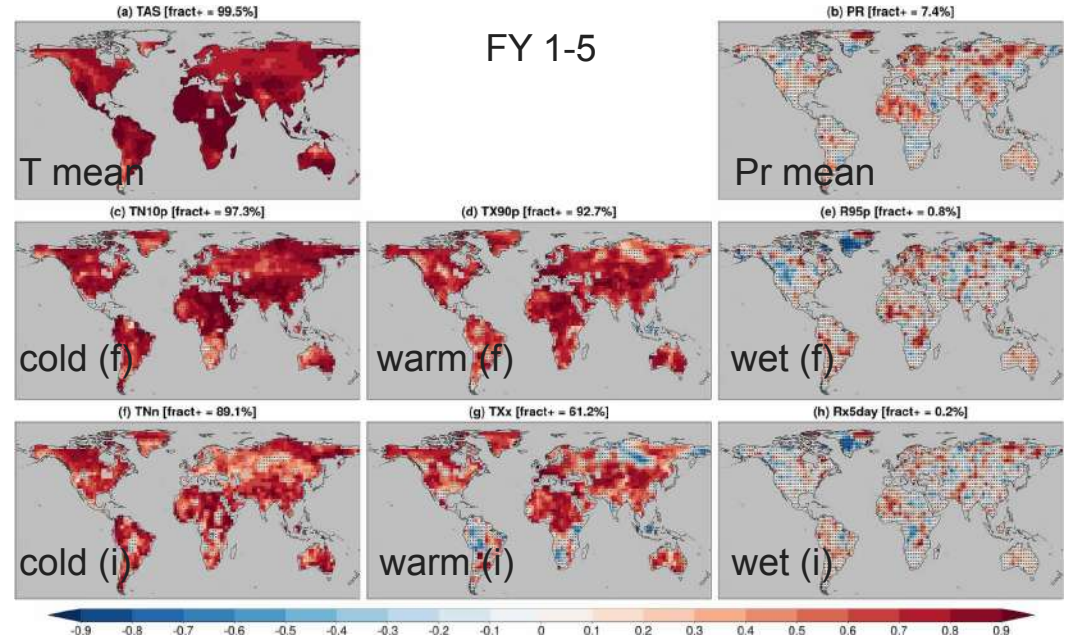 (a) TAS [fract+ = 99.5%]
FY 1-5
(b) PR [fract+ = 7.4%]
T mean
Pr mean
(c) TN10p [fract+ = 97.3%]
(d) TX90p [fract+ = 92.7%]
(e) R95p [fract+ = 0.8%]
cold (f)
warm (f)
wet (f)
(f) TNn [fract+ = 89.1%]
(g) TXx [fract+ = 61.2%]
(h) Rx5day [fract+ = 0.2%]
cold (i)
warm (i)
wet (i)
-0.9 -0.8 -0.7 -0.6 -0.5 -0.4 -0.3 -0.2 -0.1 0 0.1 0.2 0.3 0.4 0.5 0.6 0.7 0.8 0.9